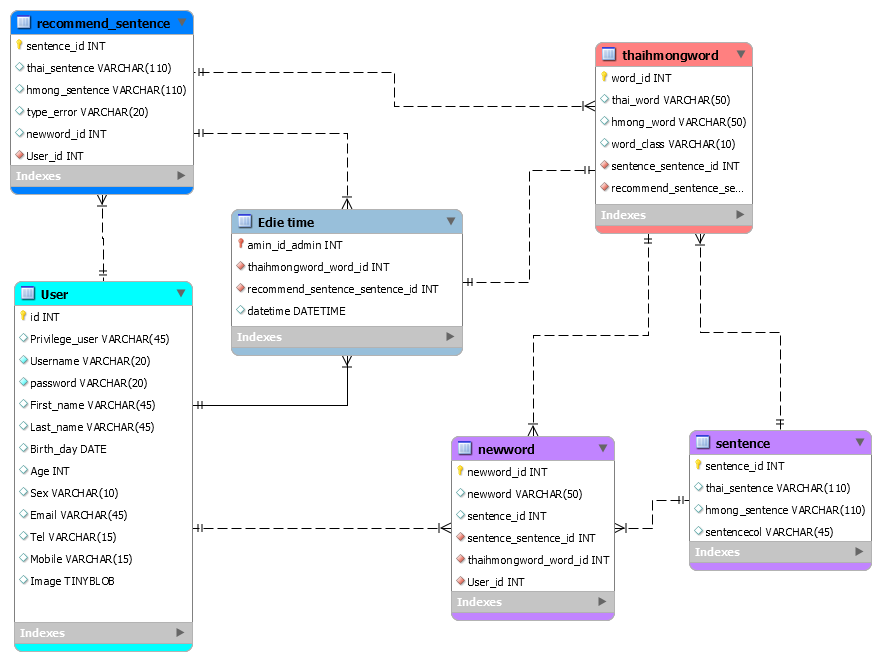 recommend_sentence
sentence_id INT
thai_sentence VARCHAR(110)
hmong_sentence VARCHAR(110)
type_error VARCHAR(20)
newword_id INT
User_id INT
Indexes
thaihmongword
word_id INT
thai_word VARCHAR(50)
hmong_word VARCHAR(50)
word_class VARCHAR(10)
sentence_sentence_id INT
recommend_sentence_se...
Indexes
Edie time
amin_id_admin INT
thaihmongword_word_id INT
recommend_sentence_sentence_id INT
datetime DATETIME
Indexes
User
id INT
Privilege_user VARCHAR(45)
Username VARCHAR(20)
password VARCHAR(20)
First_name VARCHAR(45)
Last_name VARCHAR(45)
Birth_day DATE
Age INT
Sex VARCHAR(10)
Email VARCHAR(45)
Tel VARCHAR(15)
Mobile VARCHAR(15)
Image TINYBLOB
Indexes
newword
newword_id INT
newword VARCHAR(50)
sentence_id INT
sentence_sentence_id INT
thaihmongword_word_id INT
User_id INT
Indexes
sentence
sentence_id INT
thai_sentence VARCHAR(110)
hmong_sentence VARCHAR(110)
sentencecol VARCHAR(45)
Indexes